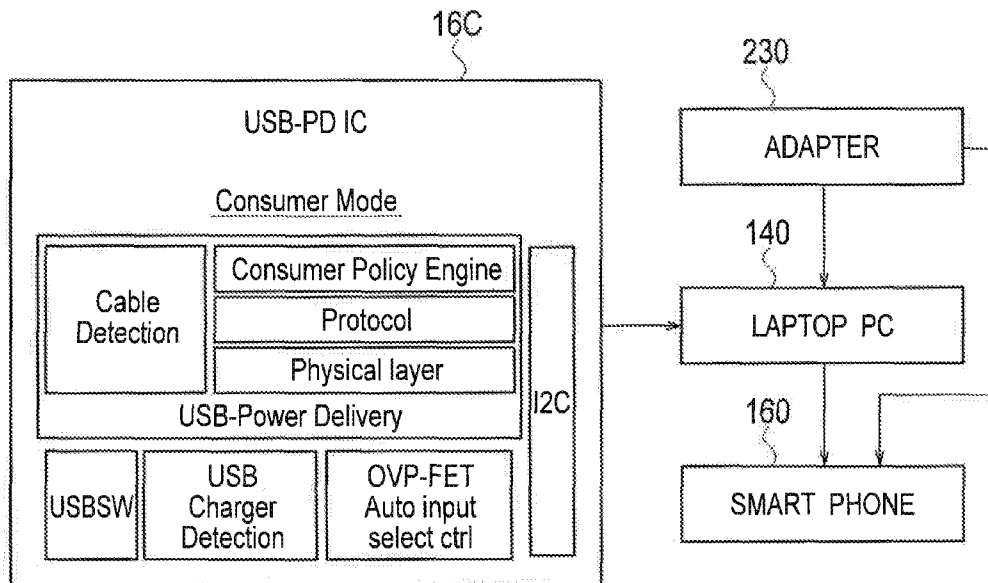 16C
USB-PD IC
Consumer Mode
Cable
Detection
Consumer Policy Engine
Protocol
Physical layer
USB-Power Delivery
I2C
USBSW
USB
Charger
Detection
OVP-FET
Auto input
select ctrl
230
ADAPTER
140
LAPTOP PC
160
SMART PHONE